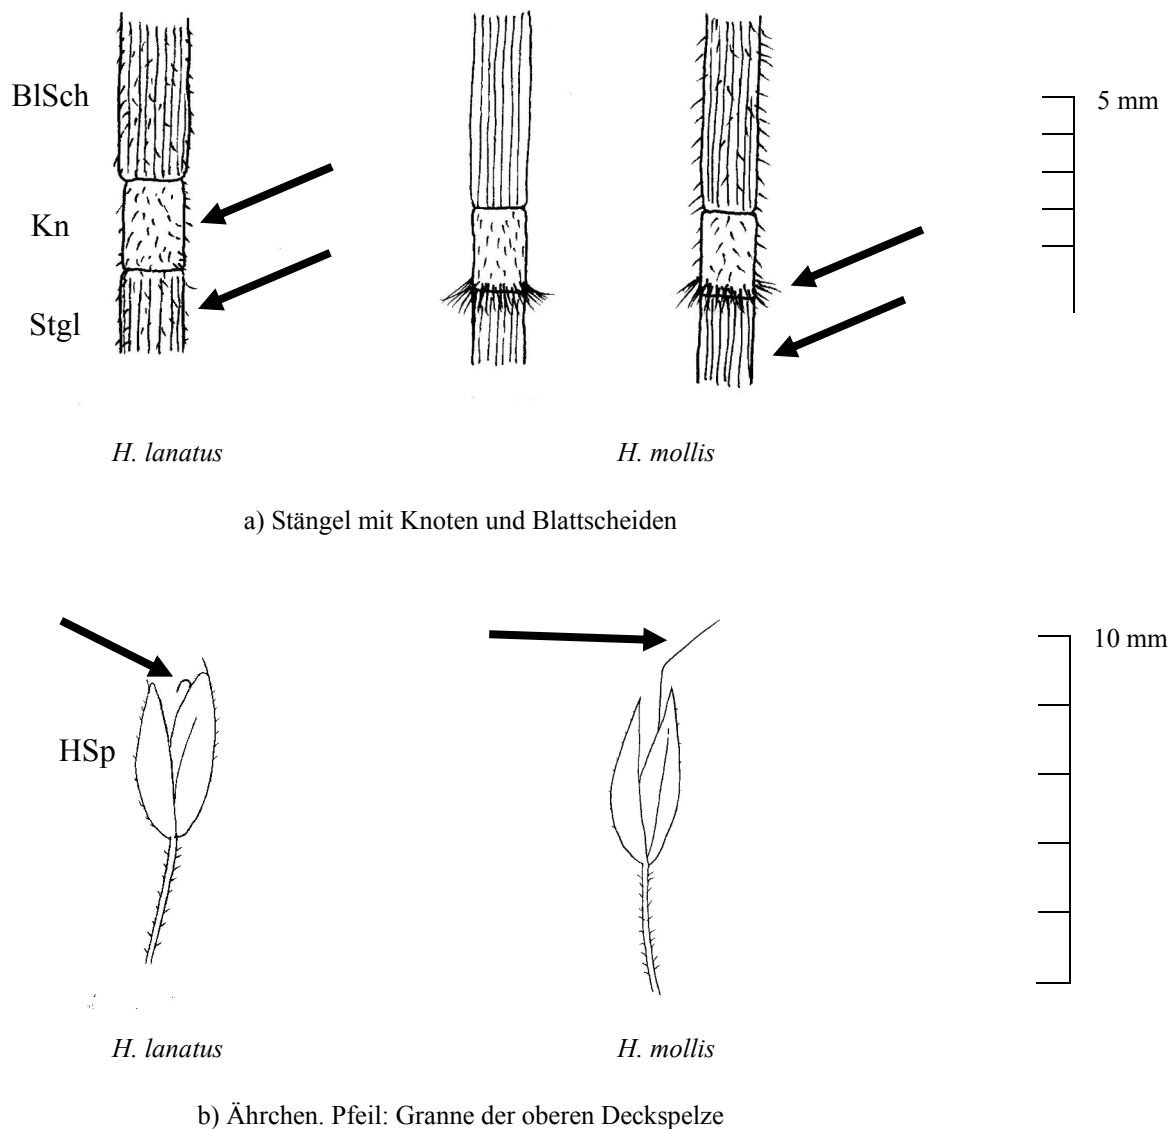 BlSch
5 mm
Kn
Stgl
H. lanatus
H. mollis
a) Stängel mit Knoten und Blattscheiden
10 mm
HSp
H. lanatus
H. mollis
b) Ährchen. Pfeil: Granne der oberen Deckspelze